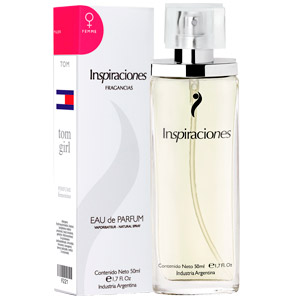 FEMME
TOM
tom
girl
Inspiraciones
FRAGANCIAS
EAU de PARFUM
VAPORISATEUR - NATURAL SPRAY
Contenido Neto 50ml
e 1,7 Fl. Oz
Industria Argentina
Inspiraciones
Contenido Neto 50ml
e 1,7 Fl. Oz
Industria Argentina